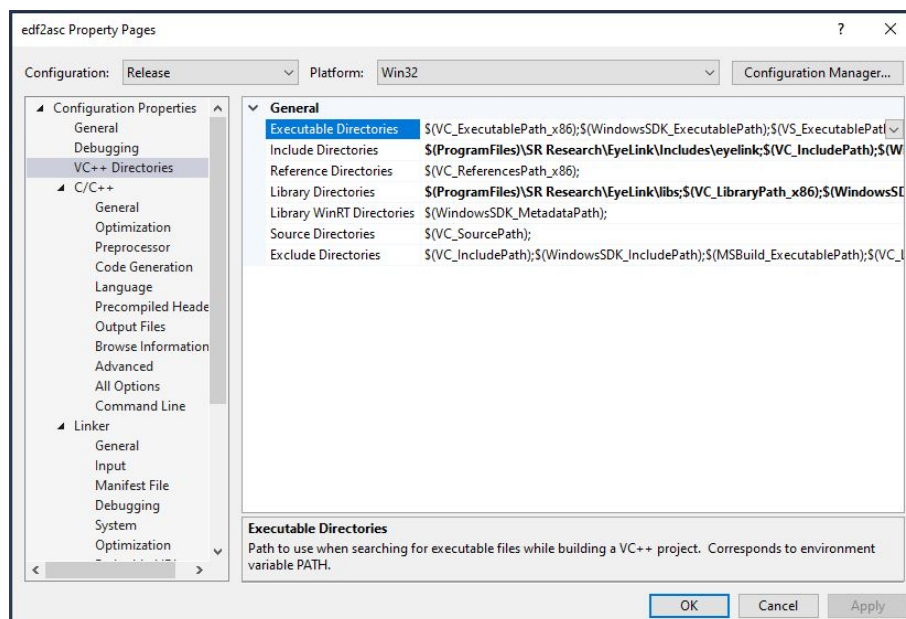 edf2asc Property Pages
Configuration: Release Platform: Win32 Configuration Manager...
Configuration Properties
General
Debugging
VC++ Directories
C/C++
General
Optimization
Preprocessor
Code Generation
Language
Precompiled Heade
Output Files
Browse Information
Advanced
All Options
Command Line
Linker
General
Input
Manifest File
Debugging
System
Optimization
General
Executable Directories $(VC_ExecutablePath_x86);$(WindowsSDK_ExecutablePath);$(VS_ExecutablePath
Include Directories $(ProgramFiles)\SR Research\EyeLink\Includes\eyelink;$(VC_IncludePath);$(Wi
Reference Directories $(VC_ReferencesPath_x86);
Library Directories $(ProgramFiles)\SR Research\EyeLink\libs;$(VC_LibraryPath_x86);$(WindowsSD
Library WinRT Directories $(WindowsSDK_MetadataPath);
Source Directories $(VC_SourcePath);
Exclude Directories $(VC_IncludePath);$(WindowsSDK_IncludePath);$(MSBuild_ExecutablePath);$(VC_L
Executable Directories
Path to use when searching for executable files while building a VC++ project. Corresponds to environment
variable PATH.
OK Cancel Apply